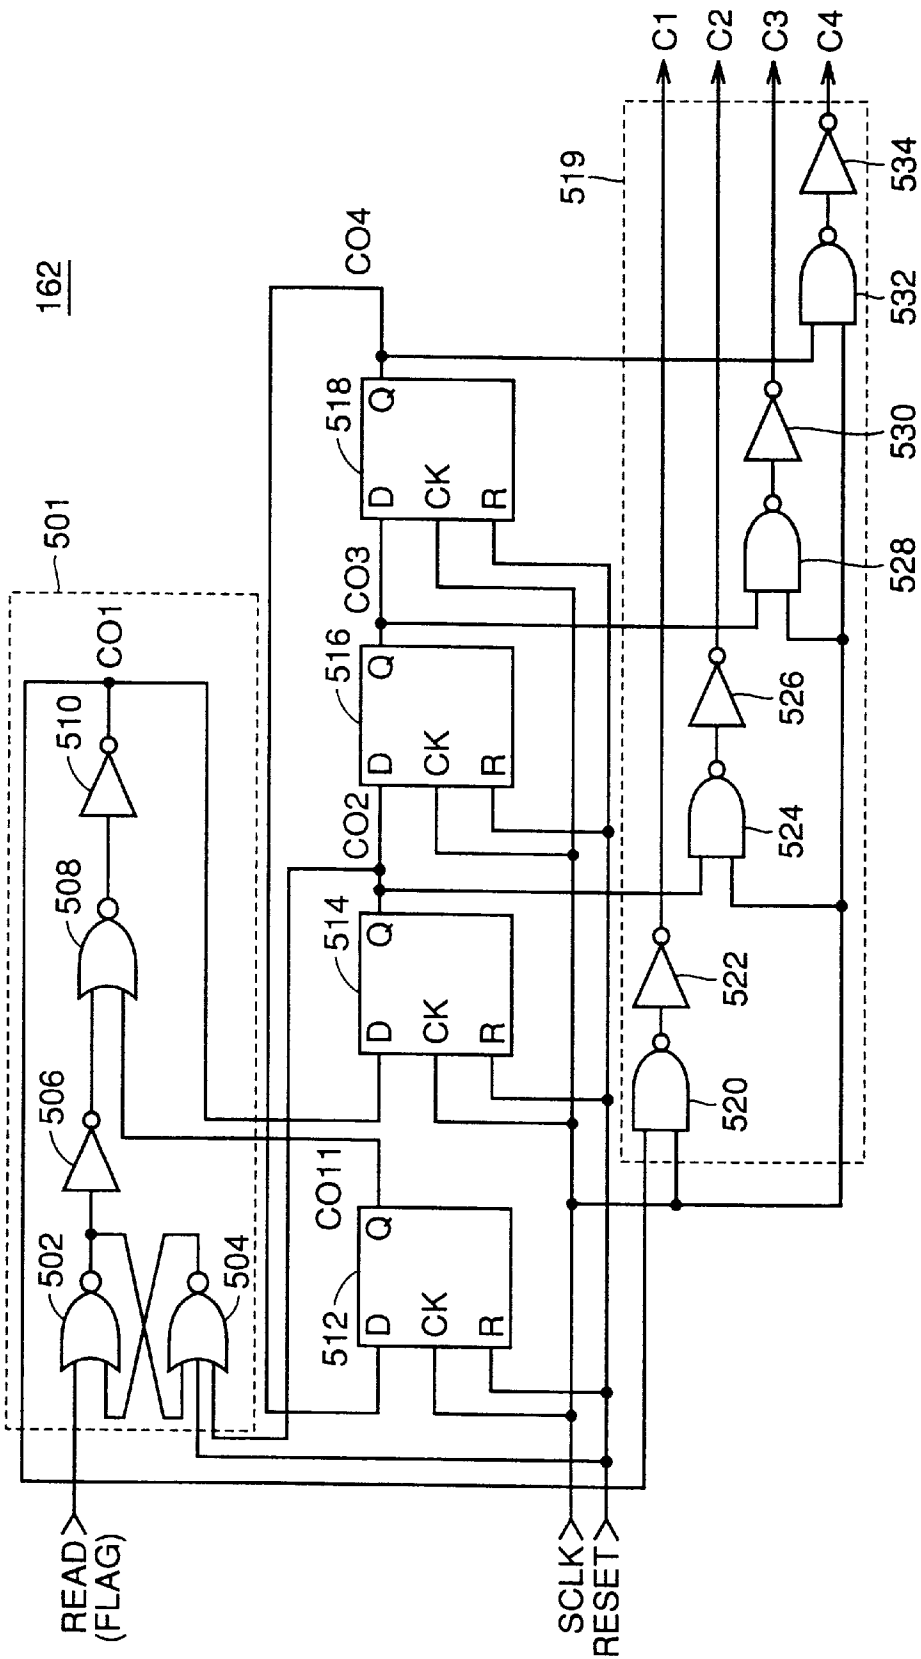 162
501
502
506
508
510
CO1
504
CO11
CO2
CO3
CO4
512
D
Q
CK
R
514
D
Q
CK
R
516
D
Q
CK
R
518
D
Q
CK
R
READ
(FLAG)
SCLK
RESET
519
C1
C2
C3
C4
520
522
524
526
528
530
532
534